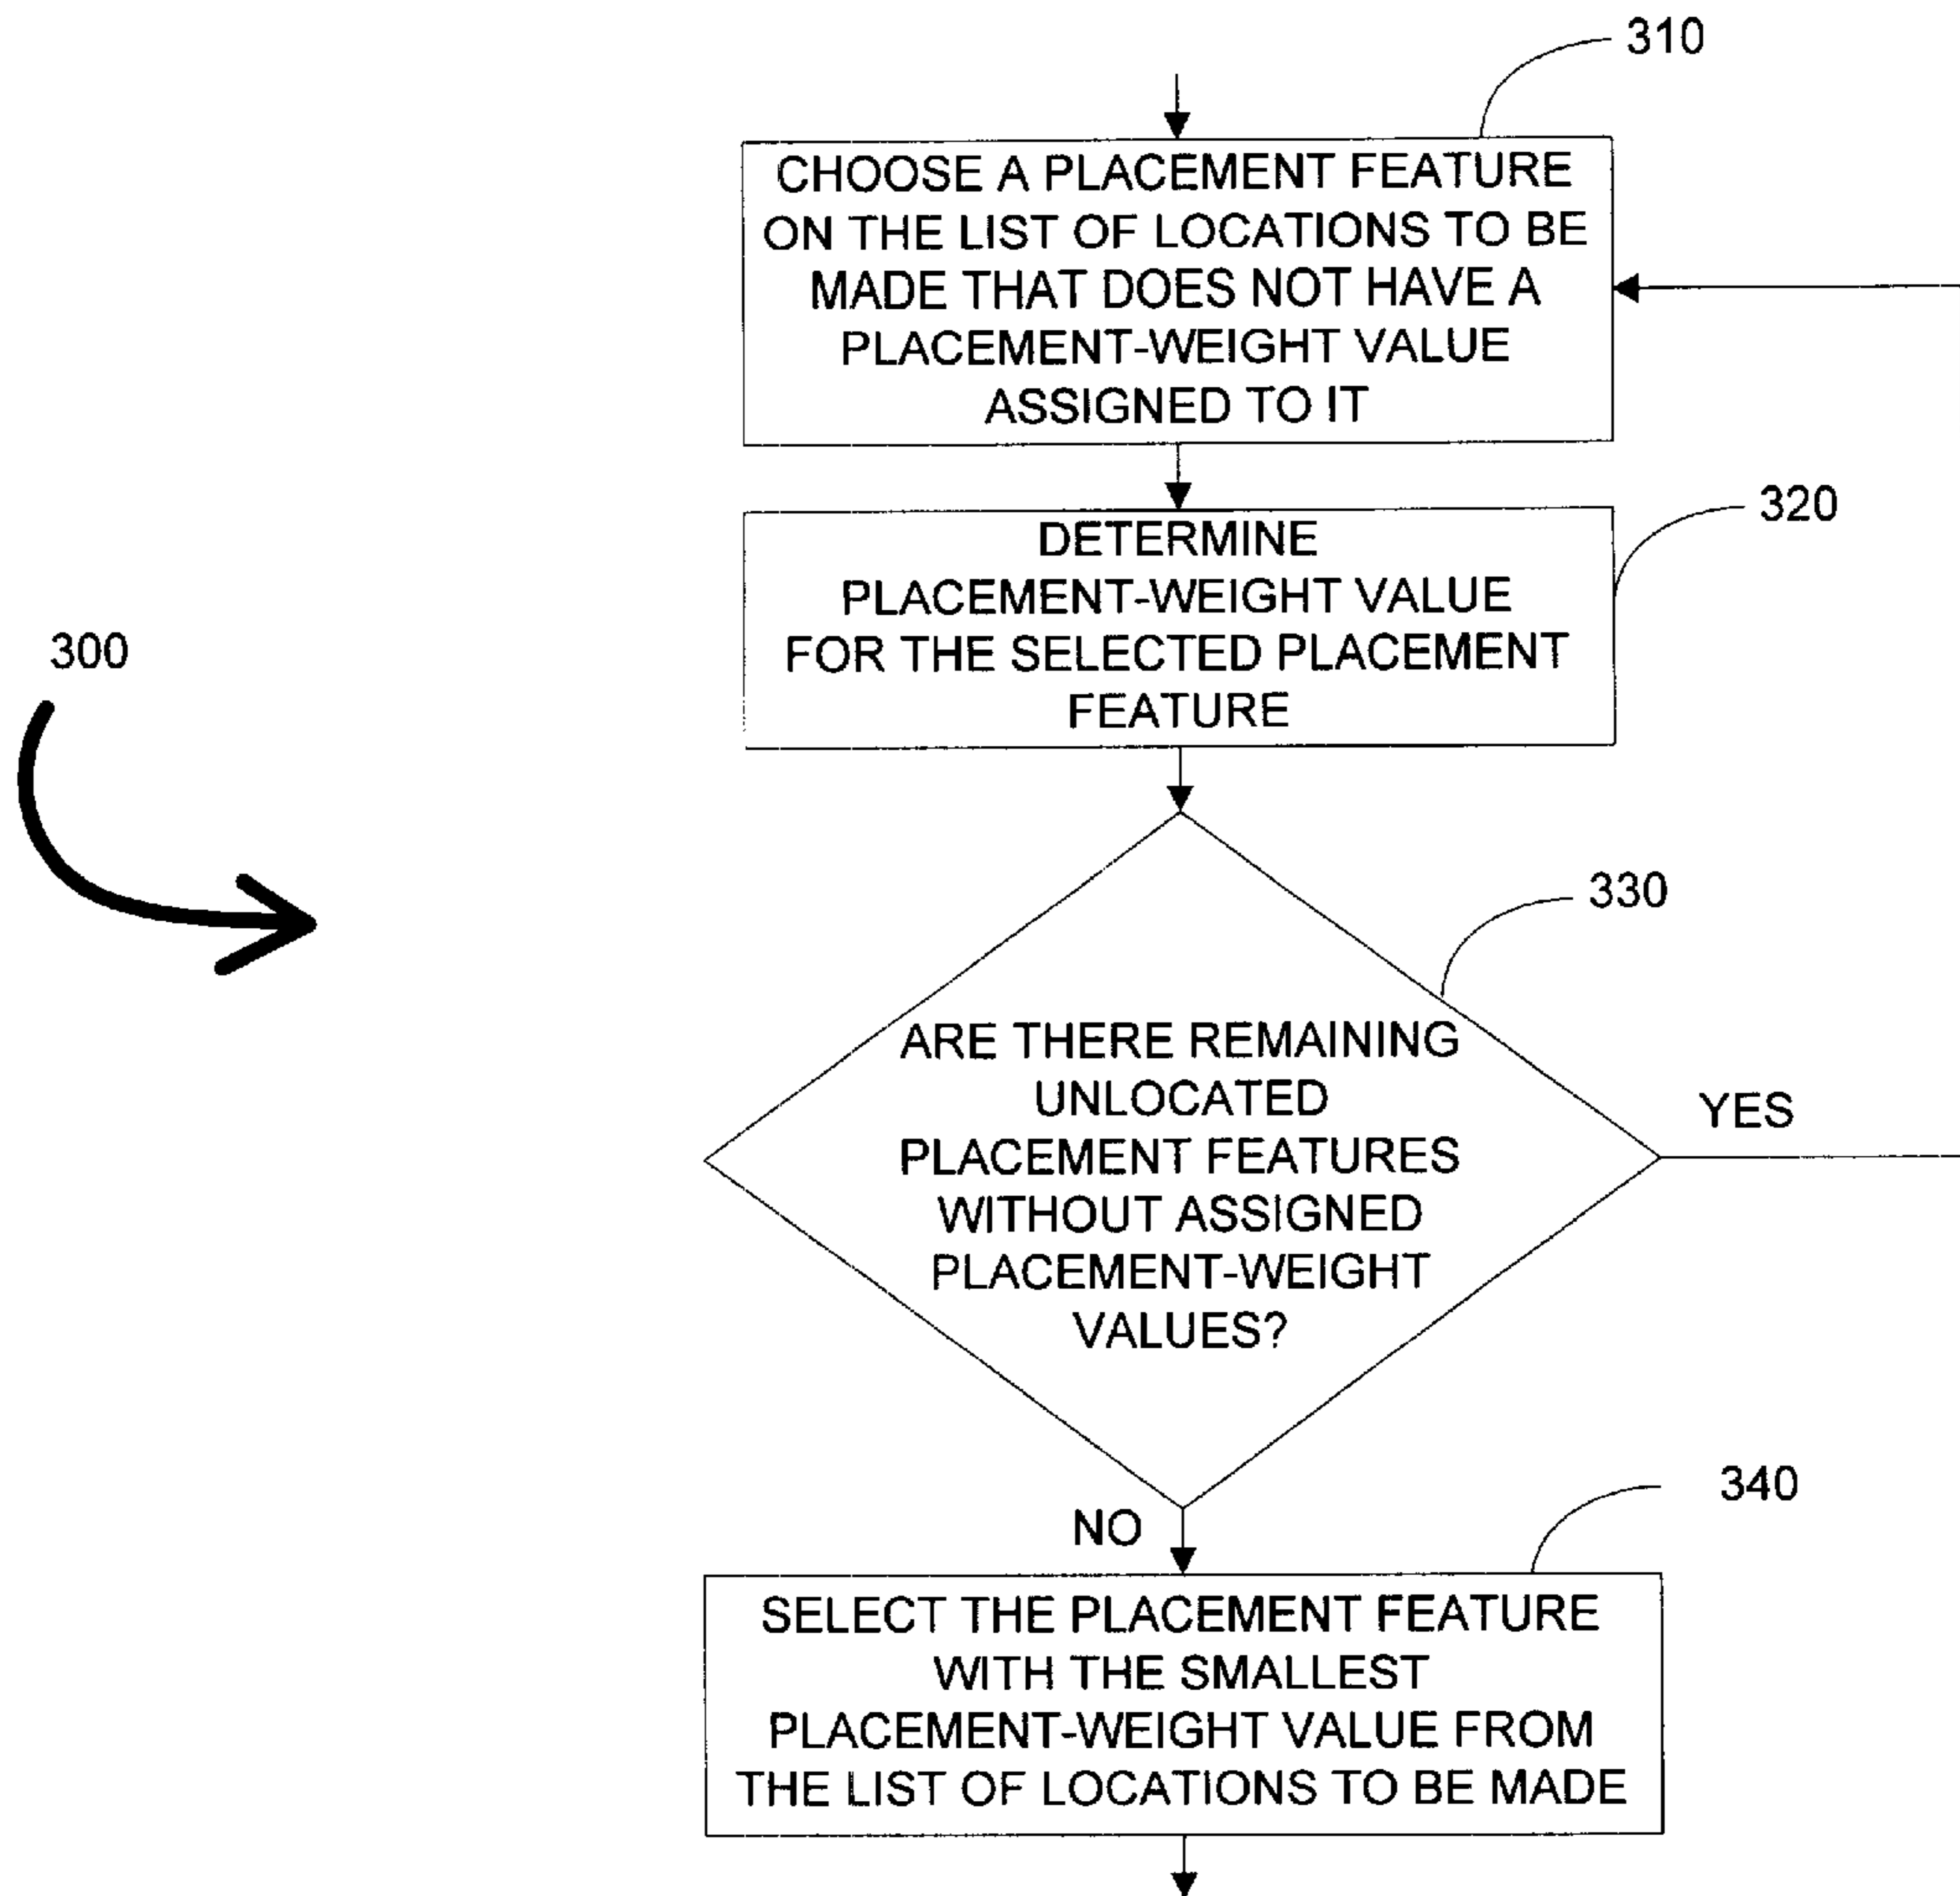 310
CHOOSE A PLACEMENT FEATURE
ON THE LIST OF LOCATIONS TO BE
MADE THAT DOES NOT HAVE A
PLACEMENT-WEIGHT VALUE
ASSIGNED TO IT
320
DETERMINE
PLACEMENT-WEIGHT VALUE
FOR THE SELECTED PLACEMENT
FEATURE
300
330
ARE THERE REMAINING
UNLOCATED
PLACEMENT FEATURES
WITHOUT ASSIGNED
PLACEMENT-WEIGHT
VALUES?
YES
NO
340
SELECT THE PLACEMENT FEATURE
WITH THE SMALLEST
PLACEMENT-WEIGHT VALUE FROM
THE LIST OF LOCATIONS TO BE MADE